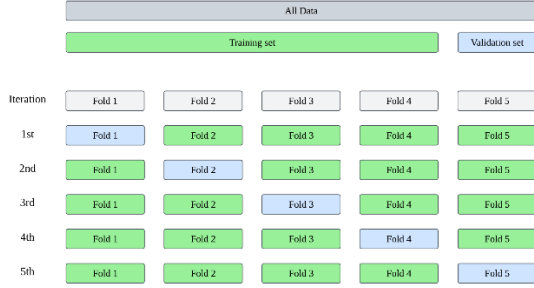 All Data
Training set Validation set
Iteration Fold 1 Fold 2 Fold 3 Fold 4 Fold 5
1st Fold 1 Fold 2 Fold 3 Fold 4 Fold 5
2nd Fold 1 Fold 2 Fold 3 Fold 4 Fold 5
3rd Fold 1 Fold 2 Fold 3 Fold 4 Fold 5
4th Fold 1 Fold 2 Fold 3 Fold 4 Fold 5
5th Fold 1 Fold 2 Fold 3 Fold 4 Fold 5